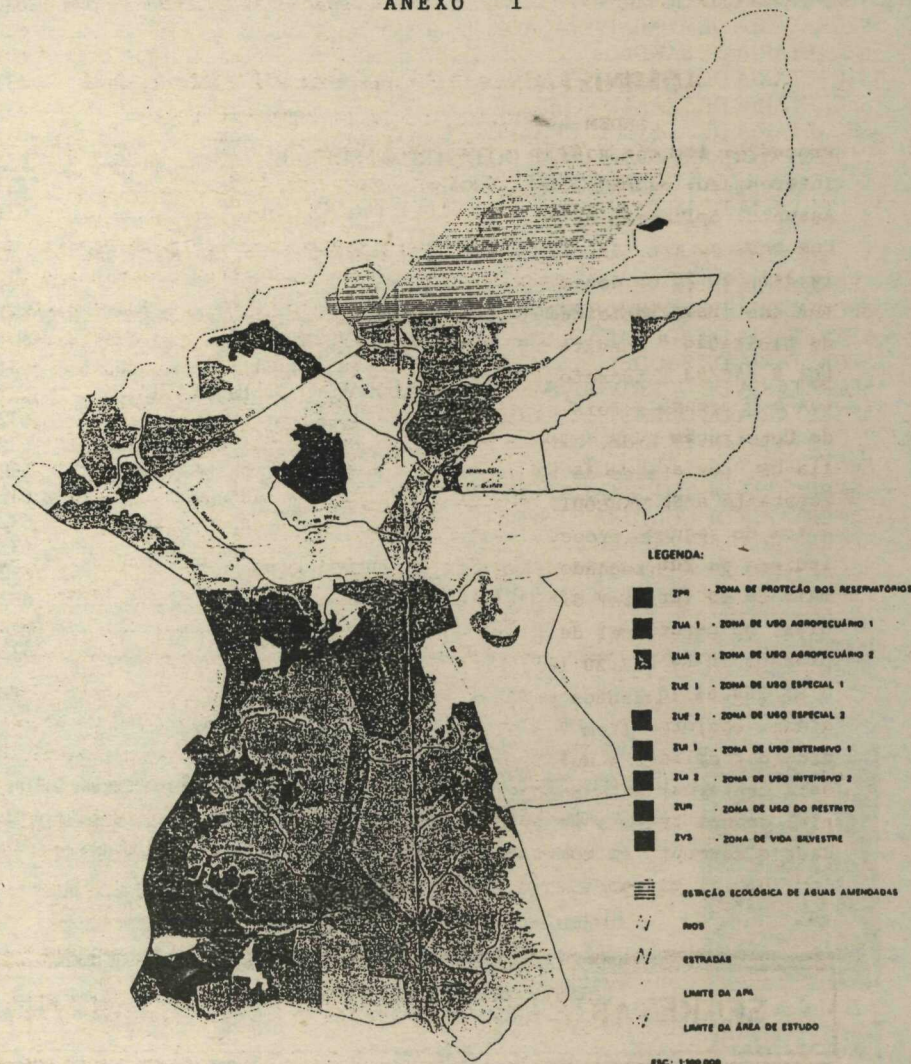 ANEXO I
LEGENDA:
ZPR - ZONA DE PROTEÇÃO DOS RESERVATÓRIOS
ZUA 1 - ZONA DE USO AGROPECUÁRIO 1
ZUA 2 - ZONA DE USO AGROPECUÁRIO 2
ZUE 1 - ZONA DE USO ESPECIAL 1
ZUE 2 - ZONA DE USO ESPECIAL 2
ZUI 1 - ZONA DE USO INTENSIVO 1
ZUI 2 - ZONA DE USO INTENSIVO 2
ZUR - ZONA DE USO DO RESTRITO
ZVS - ZONA DE VIDA SILVESTRE
ESTAÇÃO ECOLÓGICA DE ÁGUAS AMENDADAS
RIOS
ESTRADAS
LIMITE DA APA
LIMITE DA ÁREA DE ESTUDO